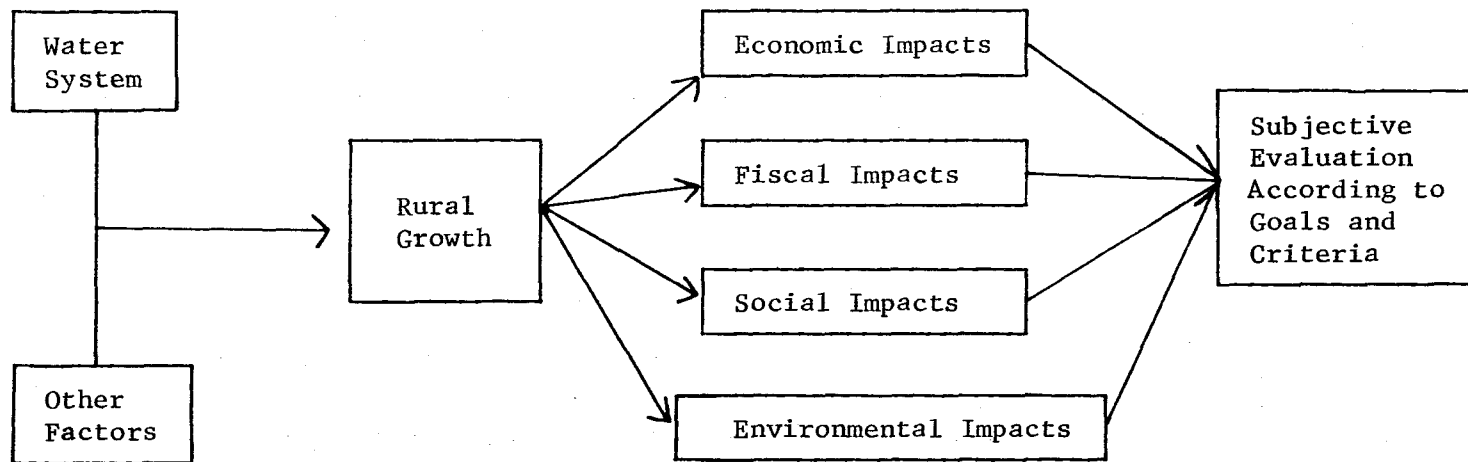 Water
System
Other
Factors
Rural
Growth
Economic Impacts
Fiscal Impacts
Social Impacts
Environmental Impacts
Subjective
Evaluation
According to
Goals and
Criteria